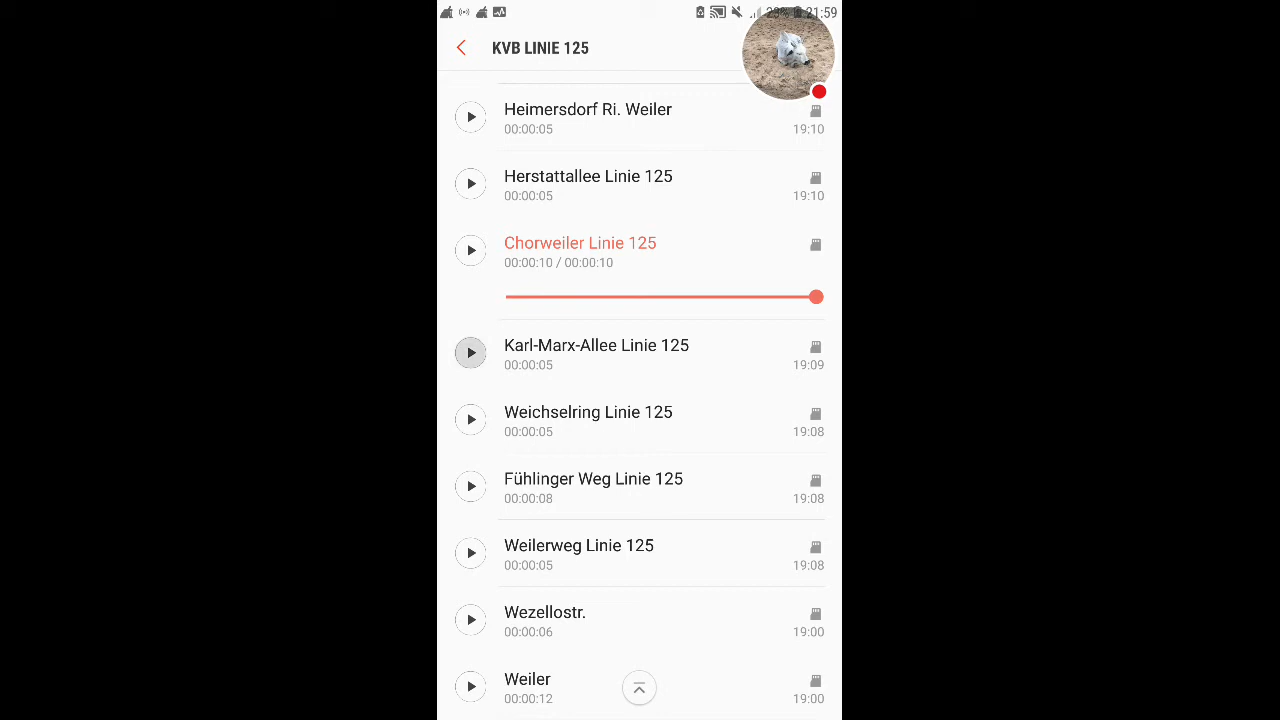 21:59
KVB LINIE 125
Heimersdorf Ri. Weiler
00:00:05
19:10
Herstattallee Linie 125
00:00:05
19:10
Chorweiler Linie 125
00:00:10 / 00:00:10
Karl-Marx-Allee Linie 125
00:00:05
19:09
Weichselring Linie 125
00:00:05
19:08
Fühlinger Weg Linie 125
00:00:08
19:08
Weilerweg Linie 125
00:00:05
19:08
Wezellostr.
00:00:06
19:00
Weiler
00:00:12
19:00